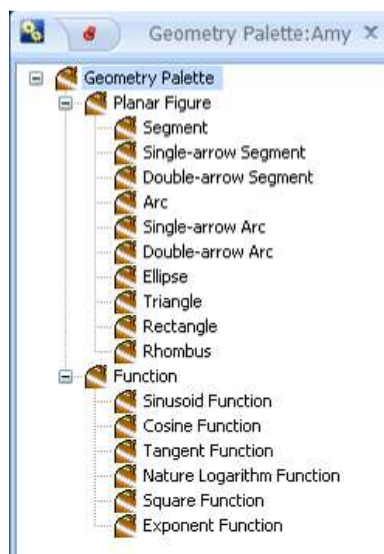 Geometry Palette:Amy
Geometry Palette
Planar Figure
Segment
Single-arrow Segment
Double-arrow Segment
Arc
Single-arrow Arc
Double-arrow Arc
Ellipse
Triangle
Rectangle
Rhombus
Function
Sinusoid Function
Cosine Function
Tangent Function
Nature Logarithm Function
Square Function
Exponent Function